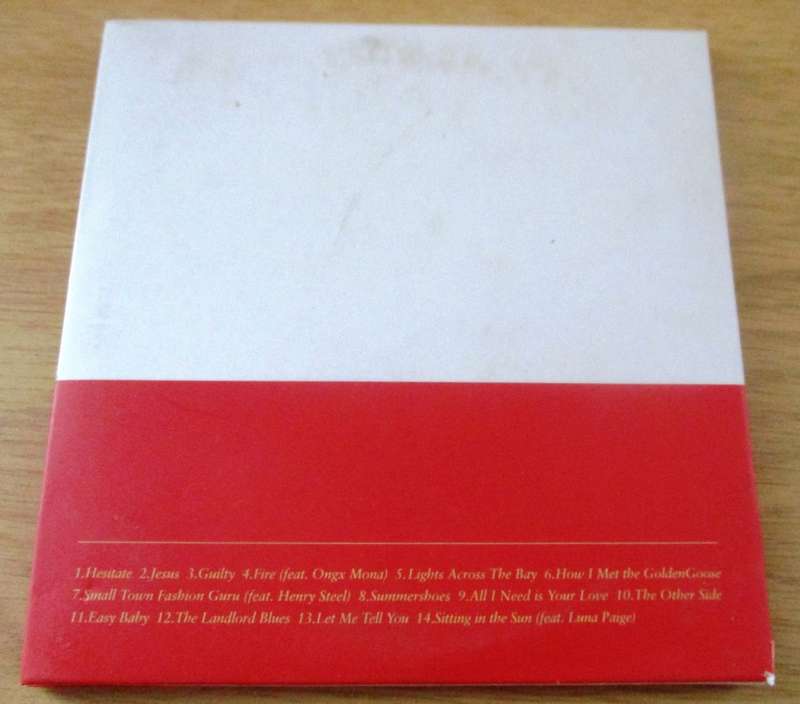 1.Hesitate 2.Jesus 3.Guilty 4.Fire (feat. Ongx Mona) 5.Lights Across The Bay 6.How I Met the GoldenGoose
7.Small Town Fashion Guru (feat. Henry Steel) 8.Summershoes 9.All I Need is Your Love 10.The Other Side
11.Easy Baby 12.The Landlord Blues 13.Let Me Tell You 14.Sitting in the Sun (feat. Luna Paige)